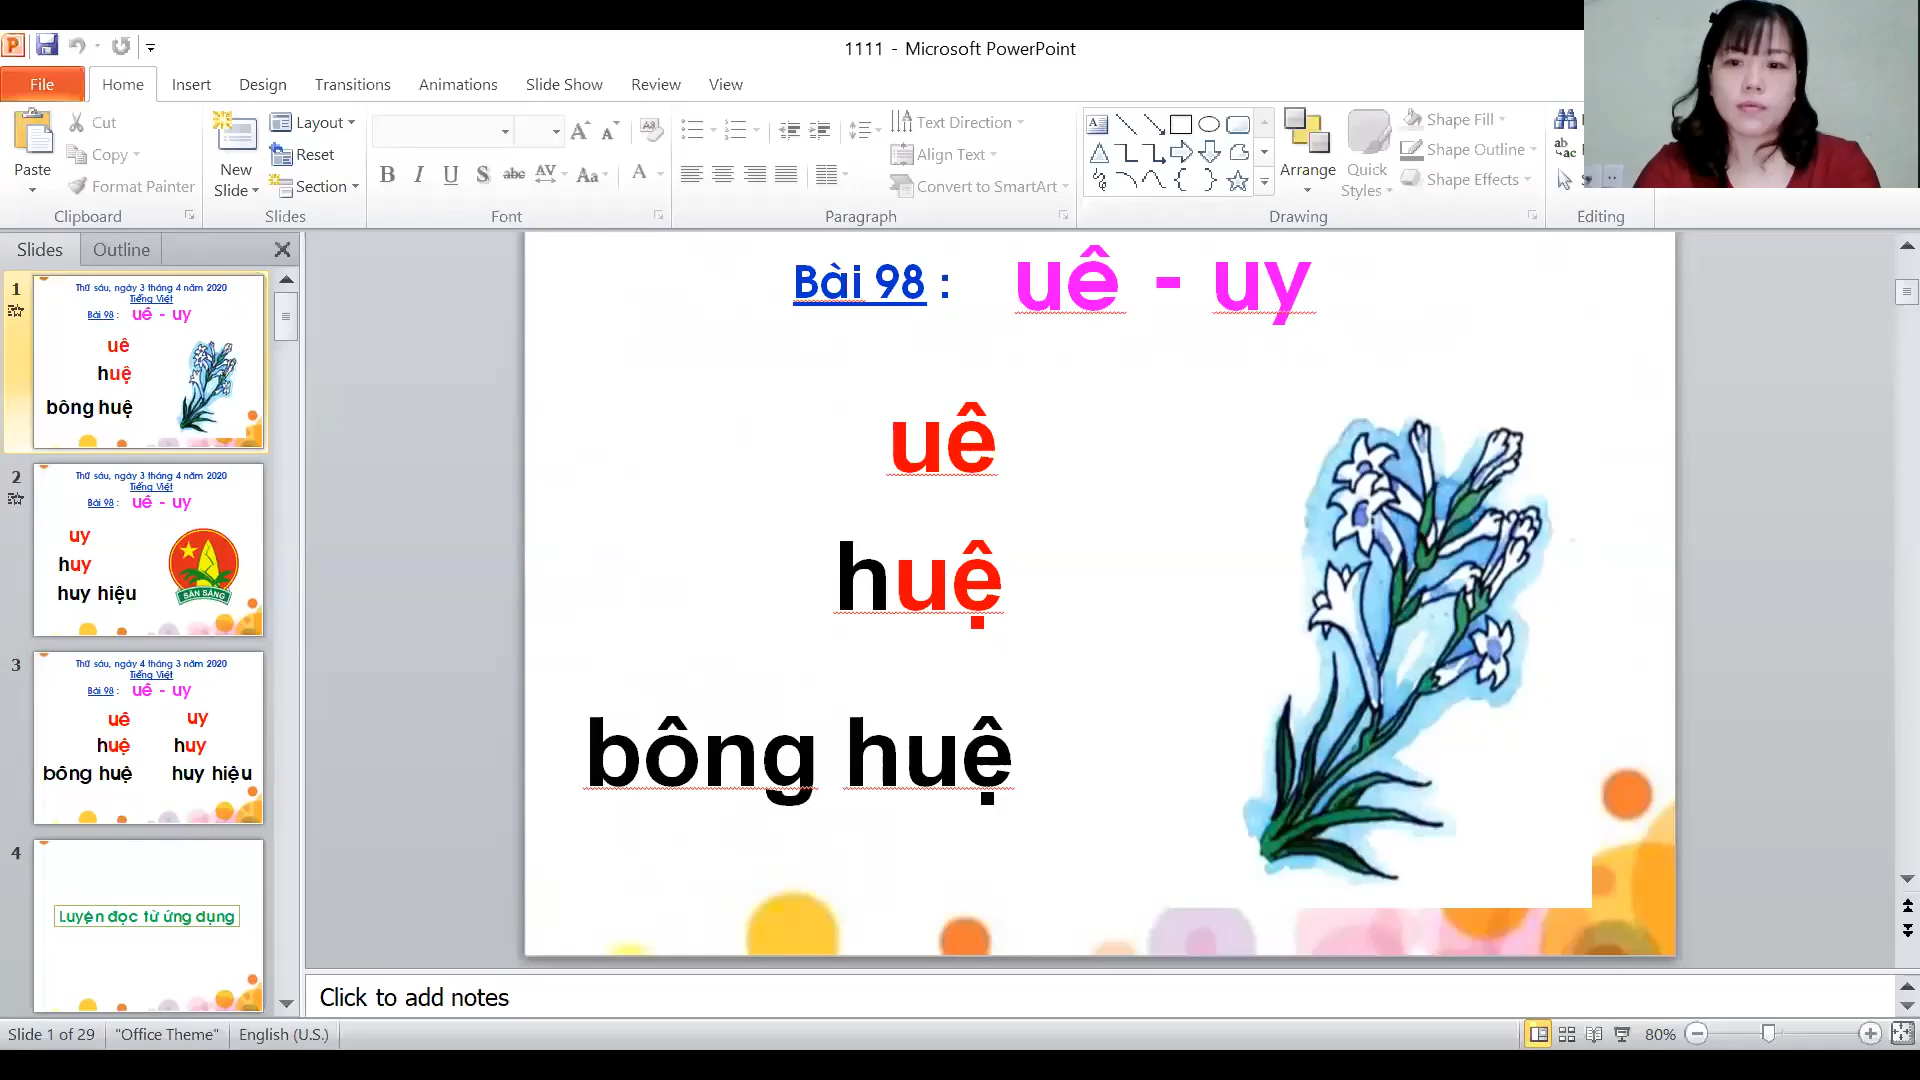 1111 - Microsoft PowerPoint
File Home Insert Design Transitions Animations Slide Show Review View
Paste
Cut
Copy
Format Painter
Clipboard
New Slide
Layout
Reset
Section
Slides
Font
Text Direction
Align Text
Convert to SmartArt
Paragraph
Arrange
Quick Styles
Shape Fill
Shape Outline
Shape Effects
Drawing
Editing
Slides Outline
1
Thứ sáu, ngày 3 tháng 4 năm 2020
Tiếng Việt
Bài 98 : uê - uy
uê
huệ
bông huệ
2
Thứ sáu, ngày 3 tháng 4 năm 2020
Tiếng Việt
Bài 98 : uê - uy
uy
huy
huy hiệu
SẴN SÀNG
3
Thứ sáu, ngày 4 tháng 3 năm 2020
Tiếng Việt
Bài 98 : uê - uy
uê uy
huệ huy
bông huệ huy hiệu
4
Luyện đọc từ ứng dụng
Bài 98 : uê - uy
uê
huệ
bông huệ
Click to add notes
Slide 1 of 29 "Office Theme" English (U.S.) 80%